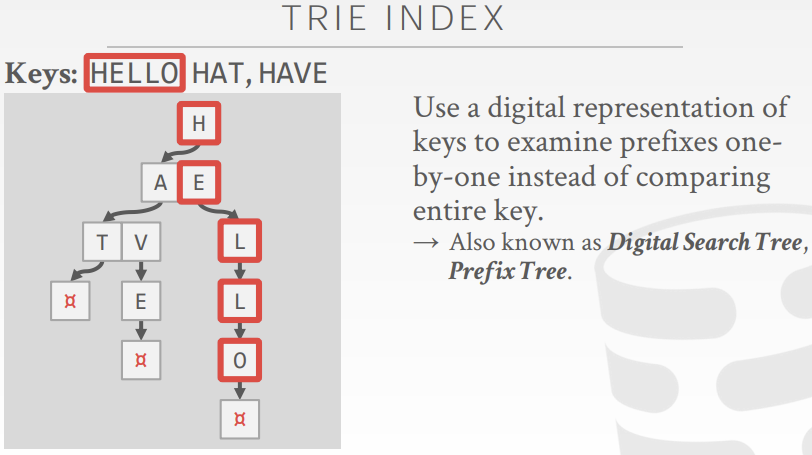 TRIE INDEX
Keys: HELLO HAT, HAVE
H
A E
T V L
¤ E L
¤ O
¤
Use a digital representation of
keys to examine prefixes one-
by-one instead of comparing
entire key.
→ Also known as Digital Search Tree,
Prefix Tree.